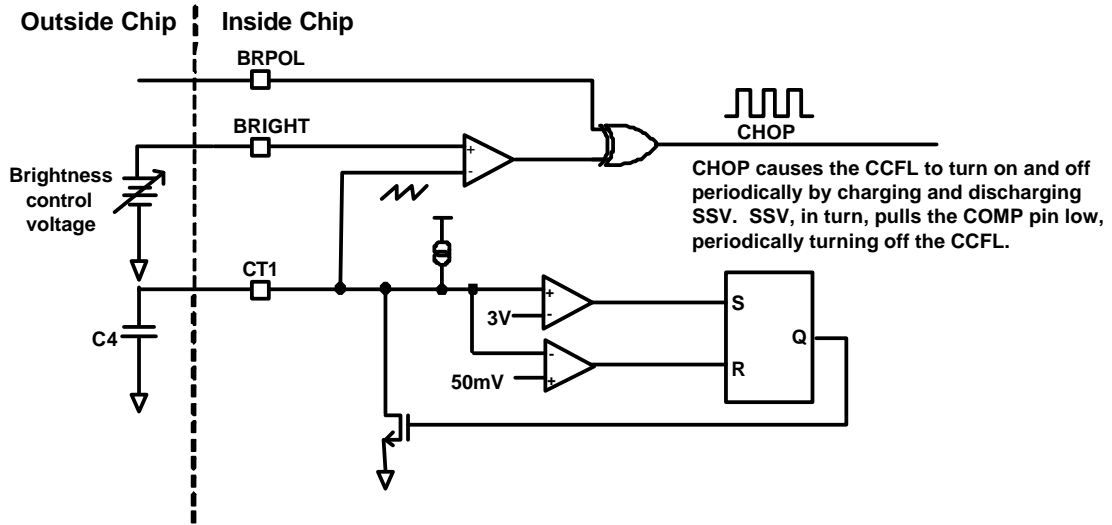 Outside Chip
Inside Chip
BRPOL
BRIGHT
CHOP
Brightness
control
voltage
CHOP causes the CCFL to turn on and off
periodically by charging and discharging
SSV. SSV, in turn, pulls the COMP pin low,
periodically turning off the CCFL.
+
-
CT1
C4
3V
+
-
50mV
-
+
S
R
Q